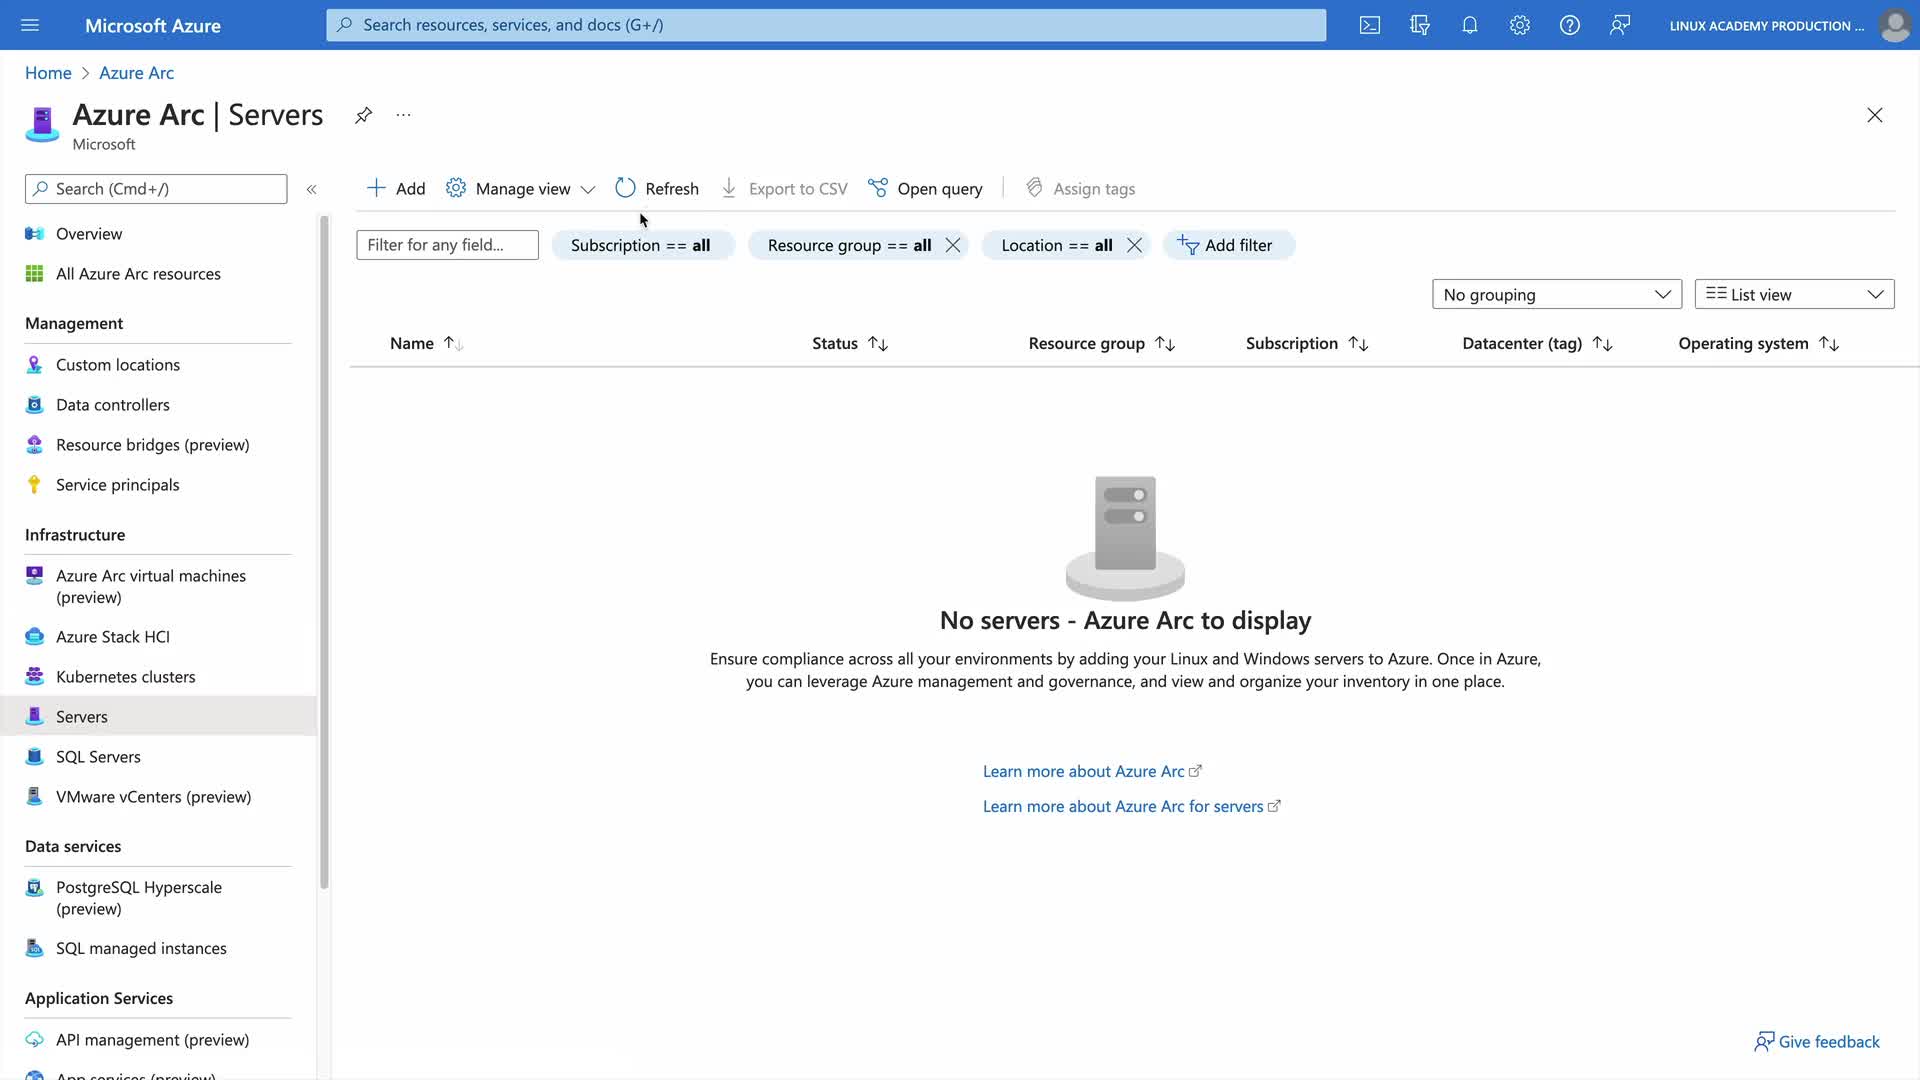 Microsoft Azure
Search resources, services, and docs (G+/)
LINUX ACADEMY PRODUCTION ...
Home > Azure Arc
Azure Arc | Servers
...
Microsoft
Search (Cmd+/)
«
Add
Manage view
Refresh
Export to CSV
Open query
Assign tags
Overview
All Azure Arc resources
Management
Custom locations
Data controllers
Resource bridges (preview)
Service principals
Infrastructure
Azure Arc virtual machines
(preview)
Azure Stack HCI
Kubernetes clusters
Servers
SQL Servers
VMware vCenters (preview)
Data services
PostgreSQL Hyperscale
(preview)
SQL managed instances
Application Services
API management (preview)
App services (preview)
Filter for any field...
Subscription == all
Resource group == all
Location == all
Add filter
No grouping
List view
Name
Status
Resource group
Subscription
Datacenter (tag)
Operating system
No servers - Azure Arc to display
Ensure compliance across all your environments by adding your Linux and Windows servers to Azure. Once in Azure,
you can leverage Azure management and governance, and view and organize your inventory in one place.
Learn more about Azure Arc
Learn more about Azure Arc for servers
Give feedback